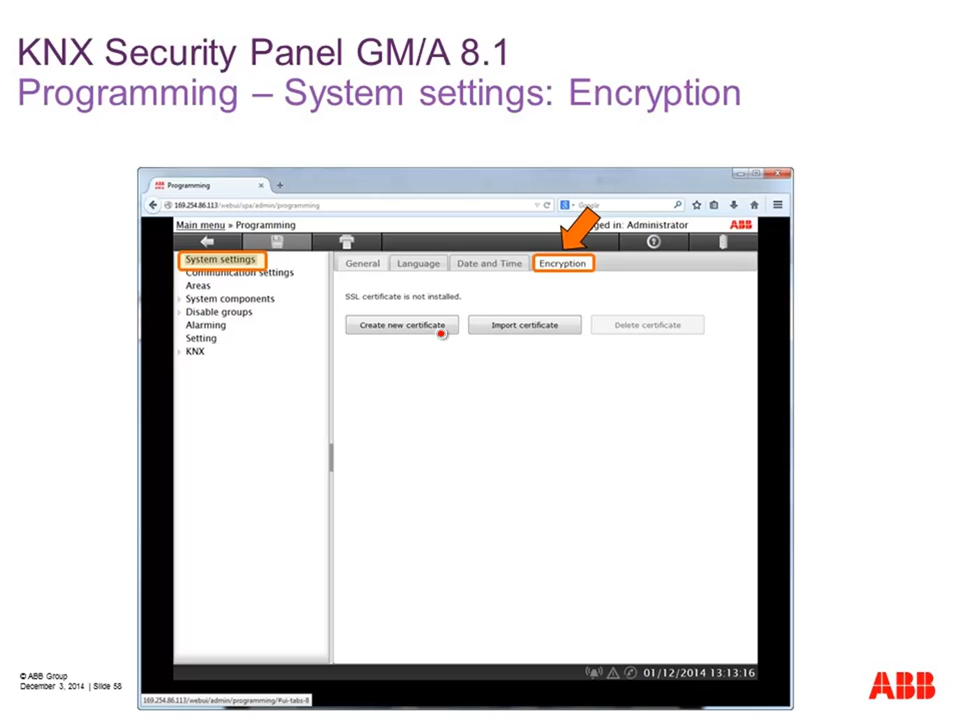 KNX Security Panel GM/A 8.1
Programming – System settings: Encryption
ABB Programming
169.254.86.113/webui/spa/admin/programming
Google
Main menu » Programming
ged in: Administrator
ABB
System settings
Communication settings
Areas
System components
Disable groups
Alarming
Setting
KNX
General
Language
Date and Time
Encryption
SSL certificate is not installed.
Create new certificate
Import certificate
Delete certificate
01/12/2014 13:13:16
169.254.86.113/webui/admin/programming/#ui-tabs-8
© ABB Group
December 3, 2014 | Slide 58
ABB